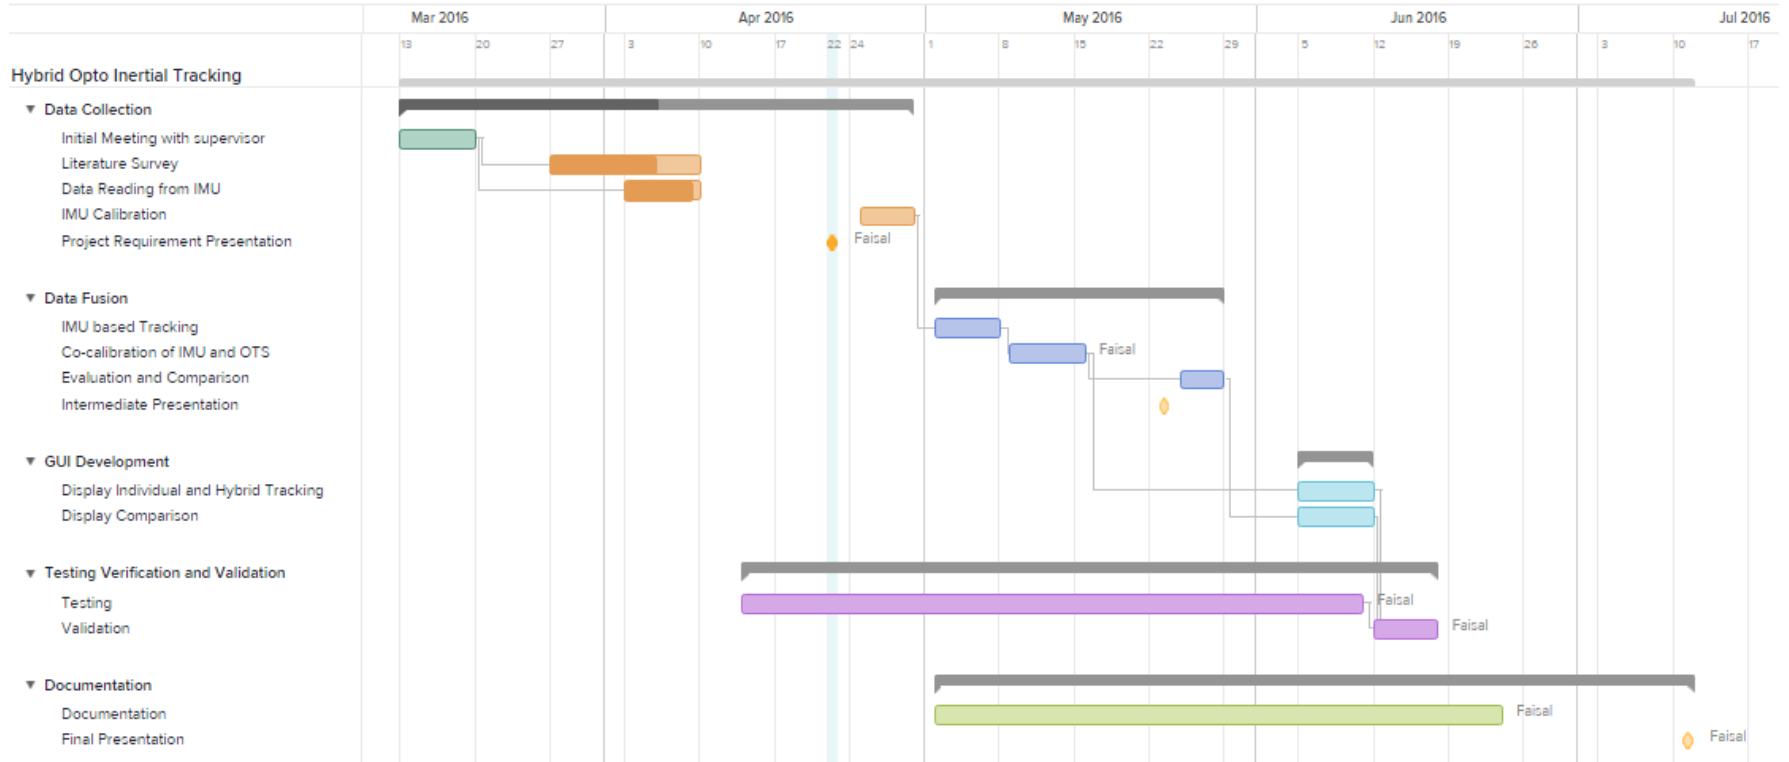 Mar 2016 Apr 2016 May 2016 Jun 2016 Jul 2016
13 20 27 3 10 17 22 24 1 8 15 22 29 5 12 19 26 3 10 17
Hybrid Opto Inertial Tracking
Data Collection
Initial Meeting with supervisor
Literature Survey
Data Reading from IMU
IMU Calibration
Project Requirement Presentation Faisal
Data Fusion
IMU based Tracking
Co-calibration of IMU and OTS Faisal
Evaluation and Comparison
Intermediate Presentation
GUI Development
Display Individual and Hybrid Tracking
Display Comparison
Testing Verification and Validation
Testing Faisal
Validation Faisal
Documentation
Documentation Faisal
Final Presentation Faisal